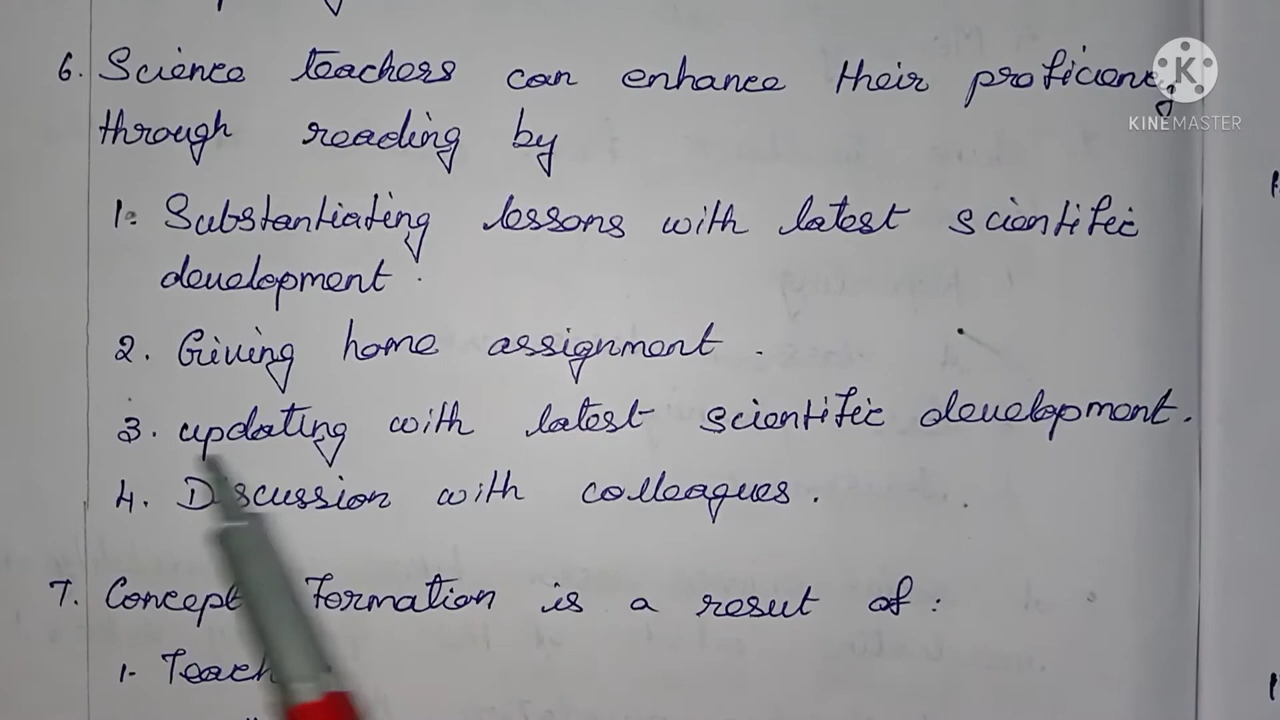 6. Science teachers can enhance their proficiency
KINEMASTER
through reading by
1. Substantiating lessons with latest scientific
development.
2. Giving home assignment.
3. updating with latest scientific development.
4. Discussion with colleagues.
7. Concept Formation is a resut of:
1. Teach